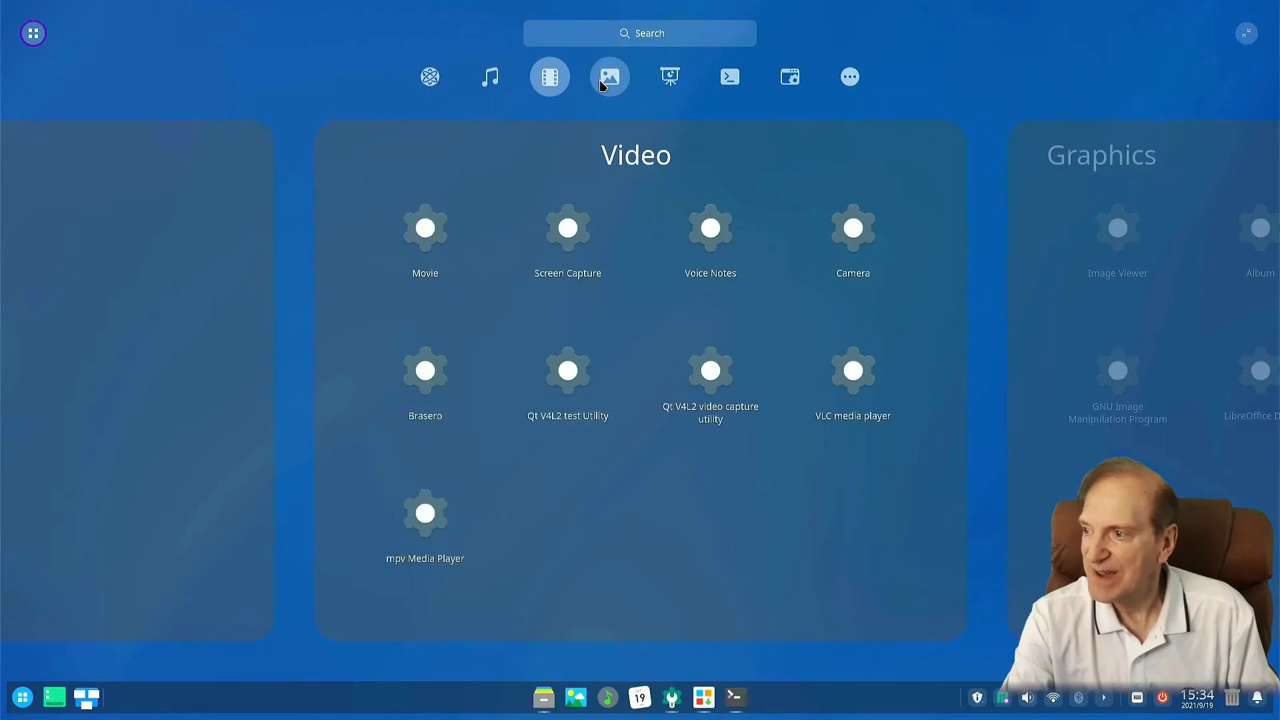 Search
Video
Graphics
Movie
Screen Capture
Voice Notes
Camera
Image Viewer
Album
Brasero
Qt V4L2 test Utility
Qt V4L2 video capture
utility
VLC media player
GNU Image
Manipulation Program
LibreOffice D
mpv Media Player
19
15:34
2021/9/19